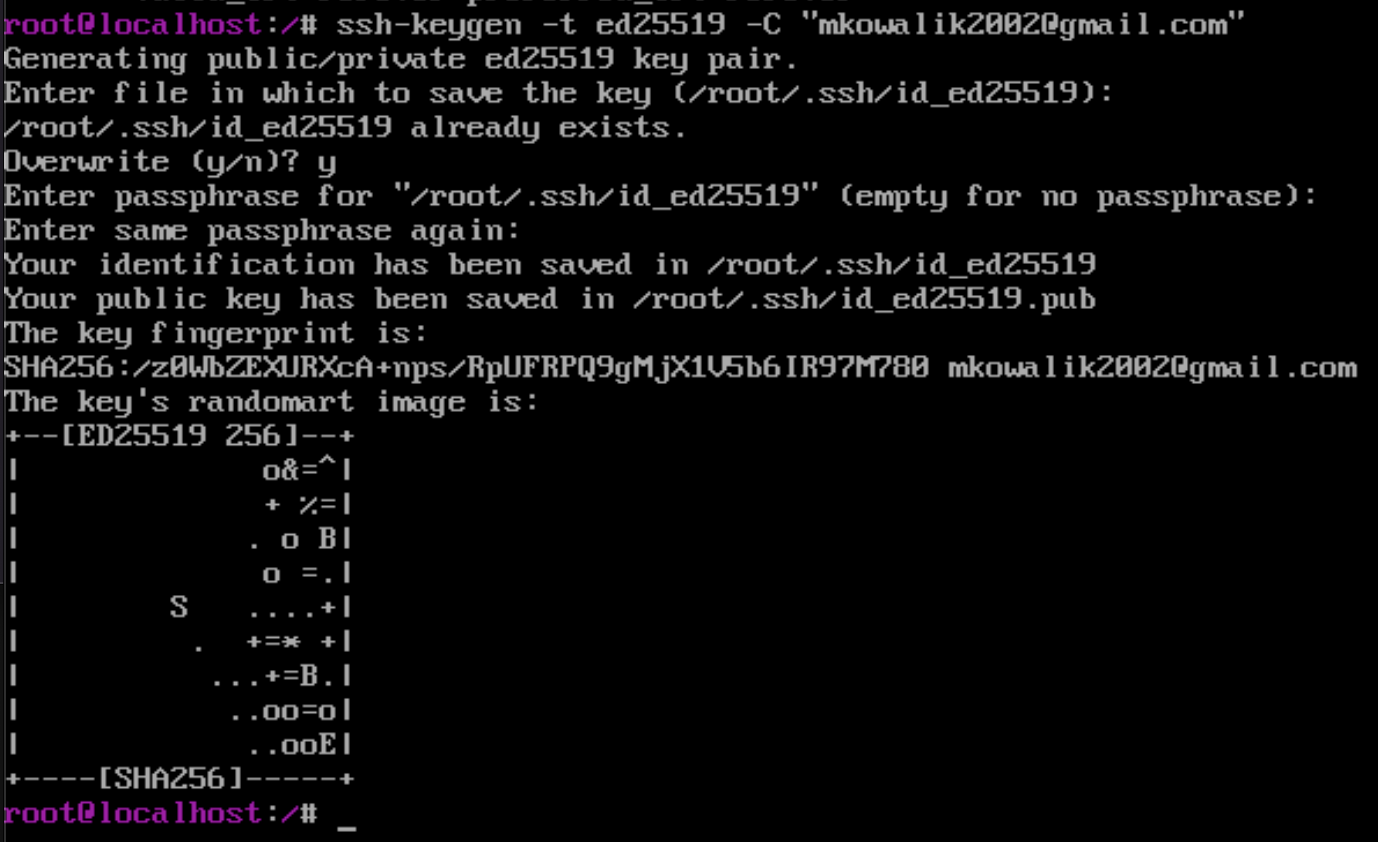 root@localhost:/# ssh-keygen -t ed25519 -C "mkowalik2002@gmail.com"
Generating public/private ed25519 key pair.
Enter file in which to save the key (/root/.ssh/id_ed25519):
/root/.ssh/id_ed25519 already exists.
Overwrite (y/n)? y
Enter passphrase for "/root/.ssh/id_ed25519" (empty for no passphrase):
Enter same passphrase again:
Your identification has been saved in /root/.ssh/id_ed25519
Your public key has been saved in /root/.ssh/id_ed25519.pub
The key fingerprint is:
SHA256:/z0WbZEXURXcA+nps/RpUFRPQ9gMjX1V5b6IR97M780 mkowalik2002@gmail.com
The key's randomart image is:
+--[ED25519 256]--+
|             o&=^|
|             + %=|
|            . o B|
|             o =.|
|        S   ....+|
|         .  +=* +|
|          ...+=B.|
|           ..oo=o|
|            ..ooE|
+----[SHA256]-----+
root@localhost:/# _